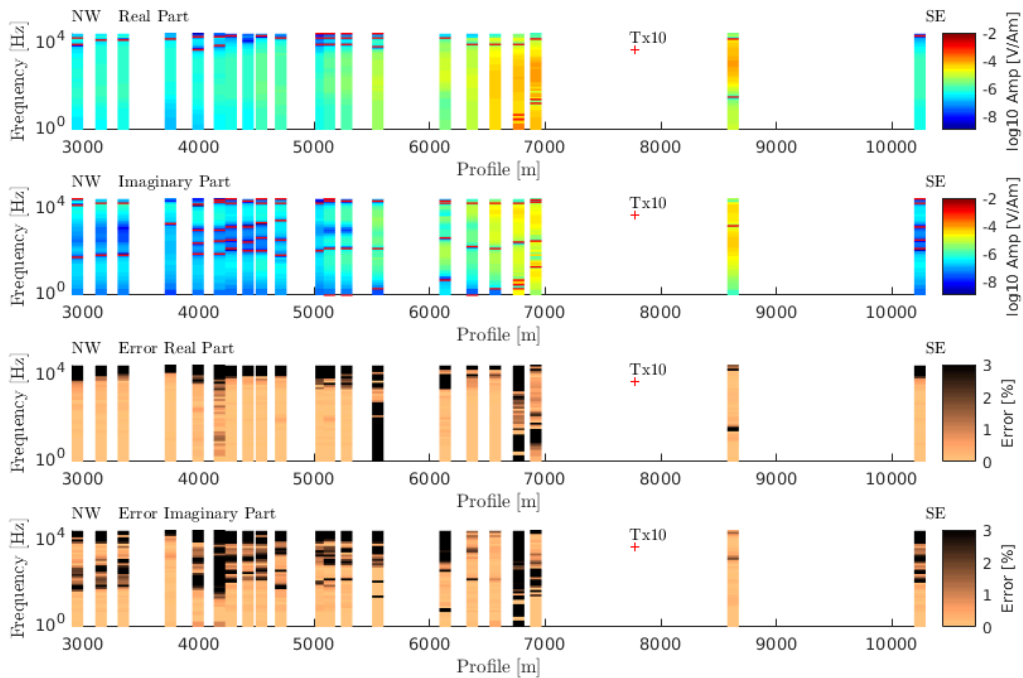 NW Real Part SE
Frequency [Hz]
10^4
10^0
Tx10
3000 4000 5000 6000 7000 8000 9000 10000
Profile [m]
-2
-4
-6
-8
log10 Amp [V/Am]
NW Imaginary Part SE
Frequency [Hz]
10^4
10^0
Tx10
3000 4000 5000 6000 7000 8000 9000 10000
Profile [m]
-2
-4
-6
-8
log10 Amp [V/Am]
NW Error Real Part SE
Frequency [Hz]
10^4
10^0
Tx10
3000 4000 5000 6000 7000 8000 9000 10000
Profile [m]
3
2
1
0
Error [%]
NW Error Imaginary Part SE
Frequency [Hz]
10^4
10^0
Tx10
3000 4000 5000 6000 7000 8000 9000 10000
Profile [m]
3
2
1
0
Error [%]